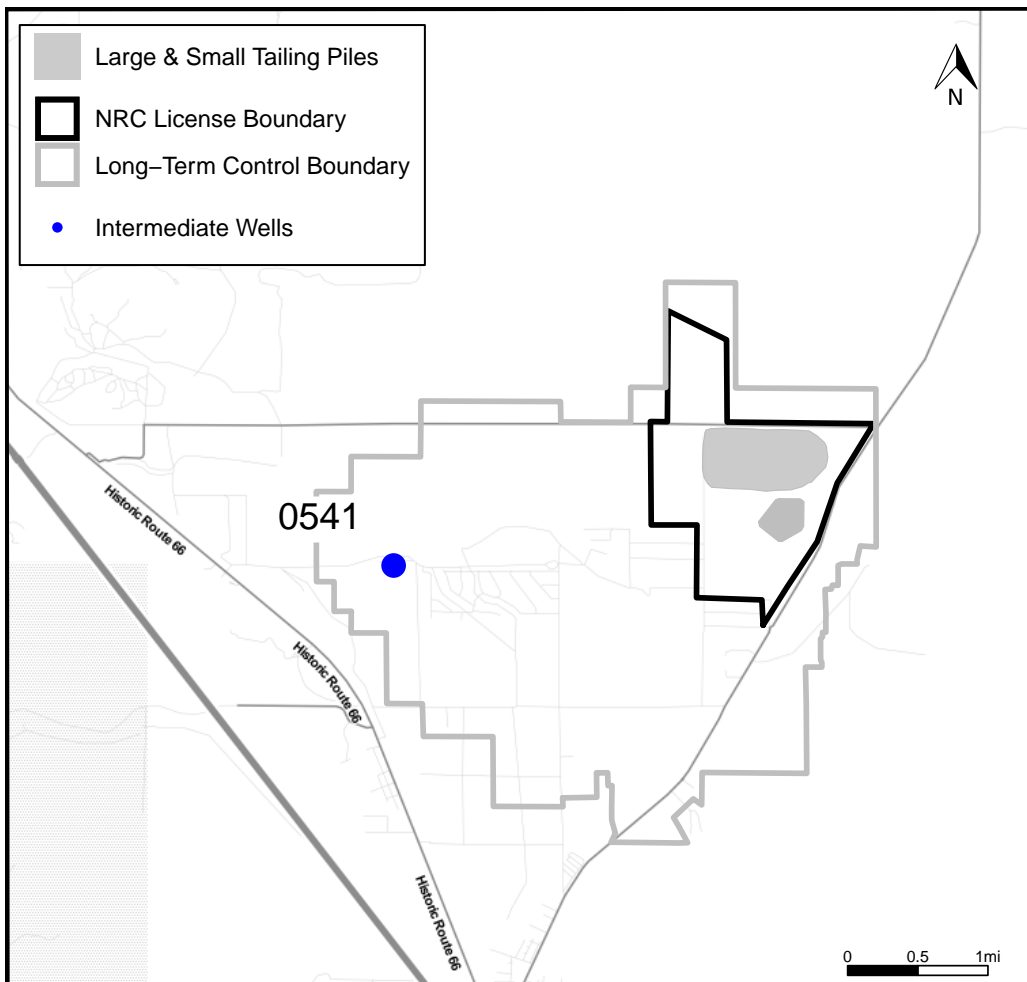 Large & Small Tailing Piles
NRC License Boundary
Long−Term Control Boundary
Intermediate Wells
N
0541
Historic Route 66
Historic Route 66
Historic Route 66
0 0.5 1mi